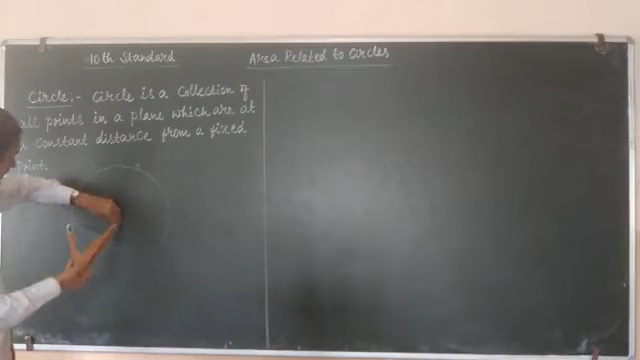 10th Standard
Area Related to Circles
Circle:- Circle is a Collection of
all points in a plane which are at
a Constant distance from a fixed
point.